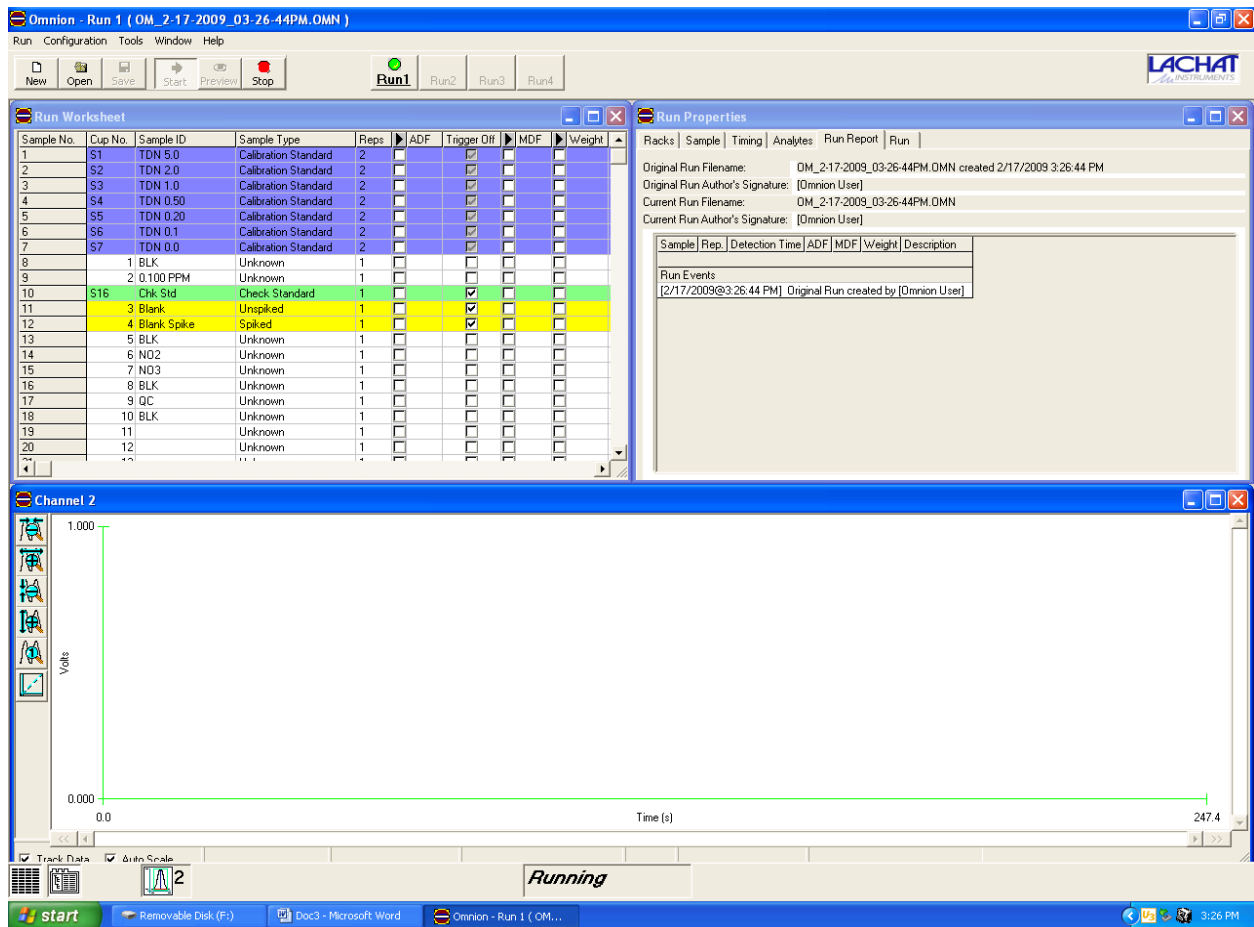 Omnion - Run 1 ( OM_2-17-2009_03-26-44PM.OMN )
Run Configuration Tools Window Help
New Open Save Start Preview Stop Run1 Run2 Run3 Run4
LACHAT
INSTRUMENTS
Run Worksheet
Sample No. Cup No. Sample ID Sample Type Reps ADF Trigger Off MDF Weight
1 S1 TDN 5.0 Calibration Standard 2
2 S2 TDN 2.0 Calibration Standard 2
3 S3 TDN 1.0 Calibration Standard 2
4 S4 TDN 0.50 Calibration Standard 2
5 S5 TDN 0.20 Calibration Standard 2
6 S6 TDN 0.1 Calibration Standard 2
7 S7 TDN 0.0 Calibration Standard 2
8 1 BLK Unknown 1
9 2 0.100 PPM Unknown 1
10 S16 Chk Std Check Standard 1
11 3 Blank Unspiked 1
12 4 Blank Spike Spiked 1
13 5 BLK Unknown 1
14 6 NO2 Unknown 1
15 7 NO3 Unknown 1
16 8 BLK Unknown 1
17 9 QC Unknown 1
18 10 BLK Unknown 1
19 11 Unknown 1
20 12 Unknown 1
Run Properties
Racks Sample Timing Analytes Run Report Run
Original Run Filename: OM_2-17-2009_03-26-44PM.OMN created 2/17/2009 3:26:44 PM
Original Run Author's Signature: [Omnion User]
Current Run Filename: OM_2-17-2009_03-26-44PM.OMN
Current Run Author's Signature: [Omnion User]
Sample Rep. Detection Time ADF MDF Weight Description
Run Events
[2/17/2009@3:26:44 PM] Original Run created by [Omnion User]
Channel 2
1.000
Volts
0.000
0.0 Time (s) 247.4
Track Data Auto Scale
2 Running
start Removable Disk (F:) Doc3 - Microsoft Word Omnion - Run 1 ( OM... 3:26 PM